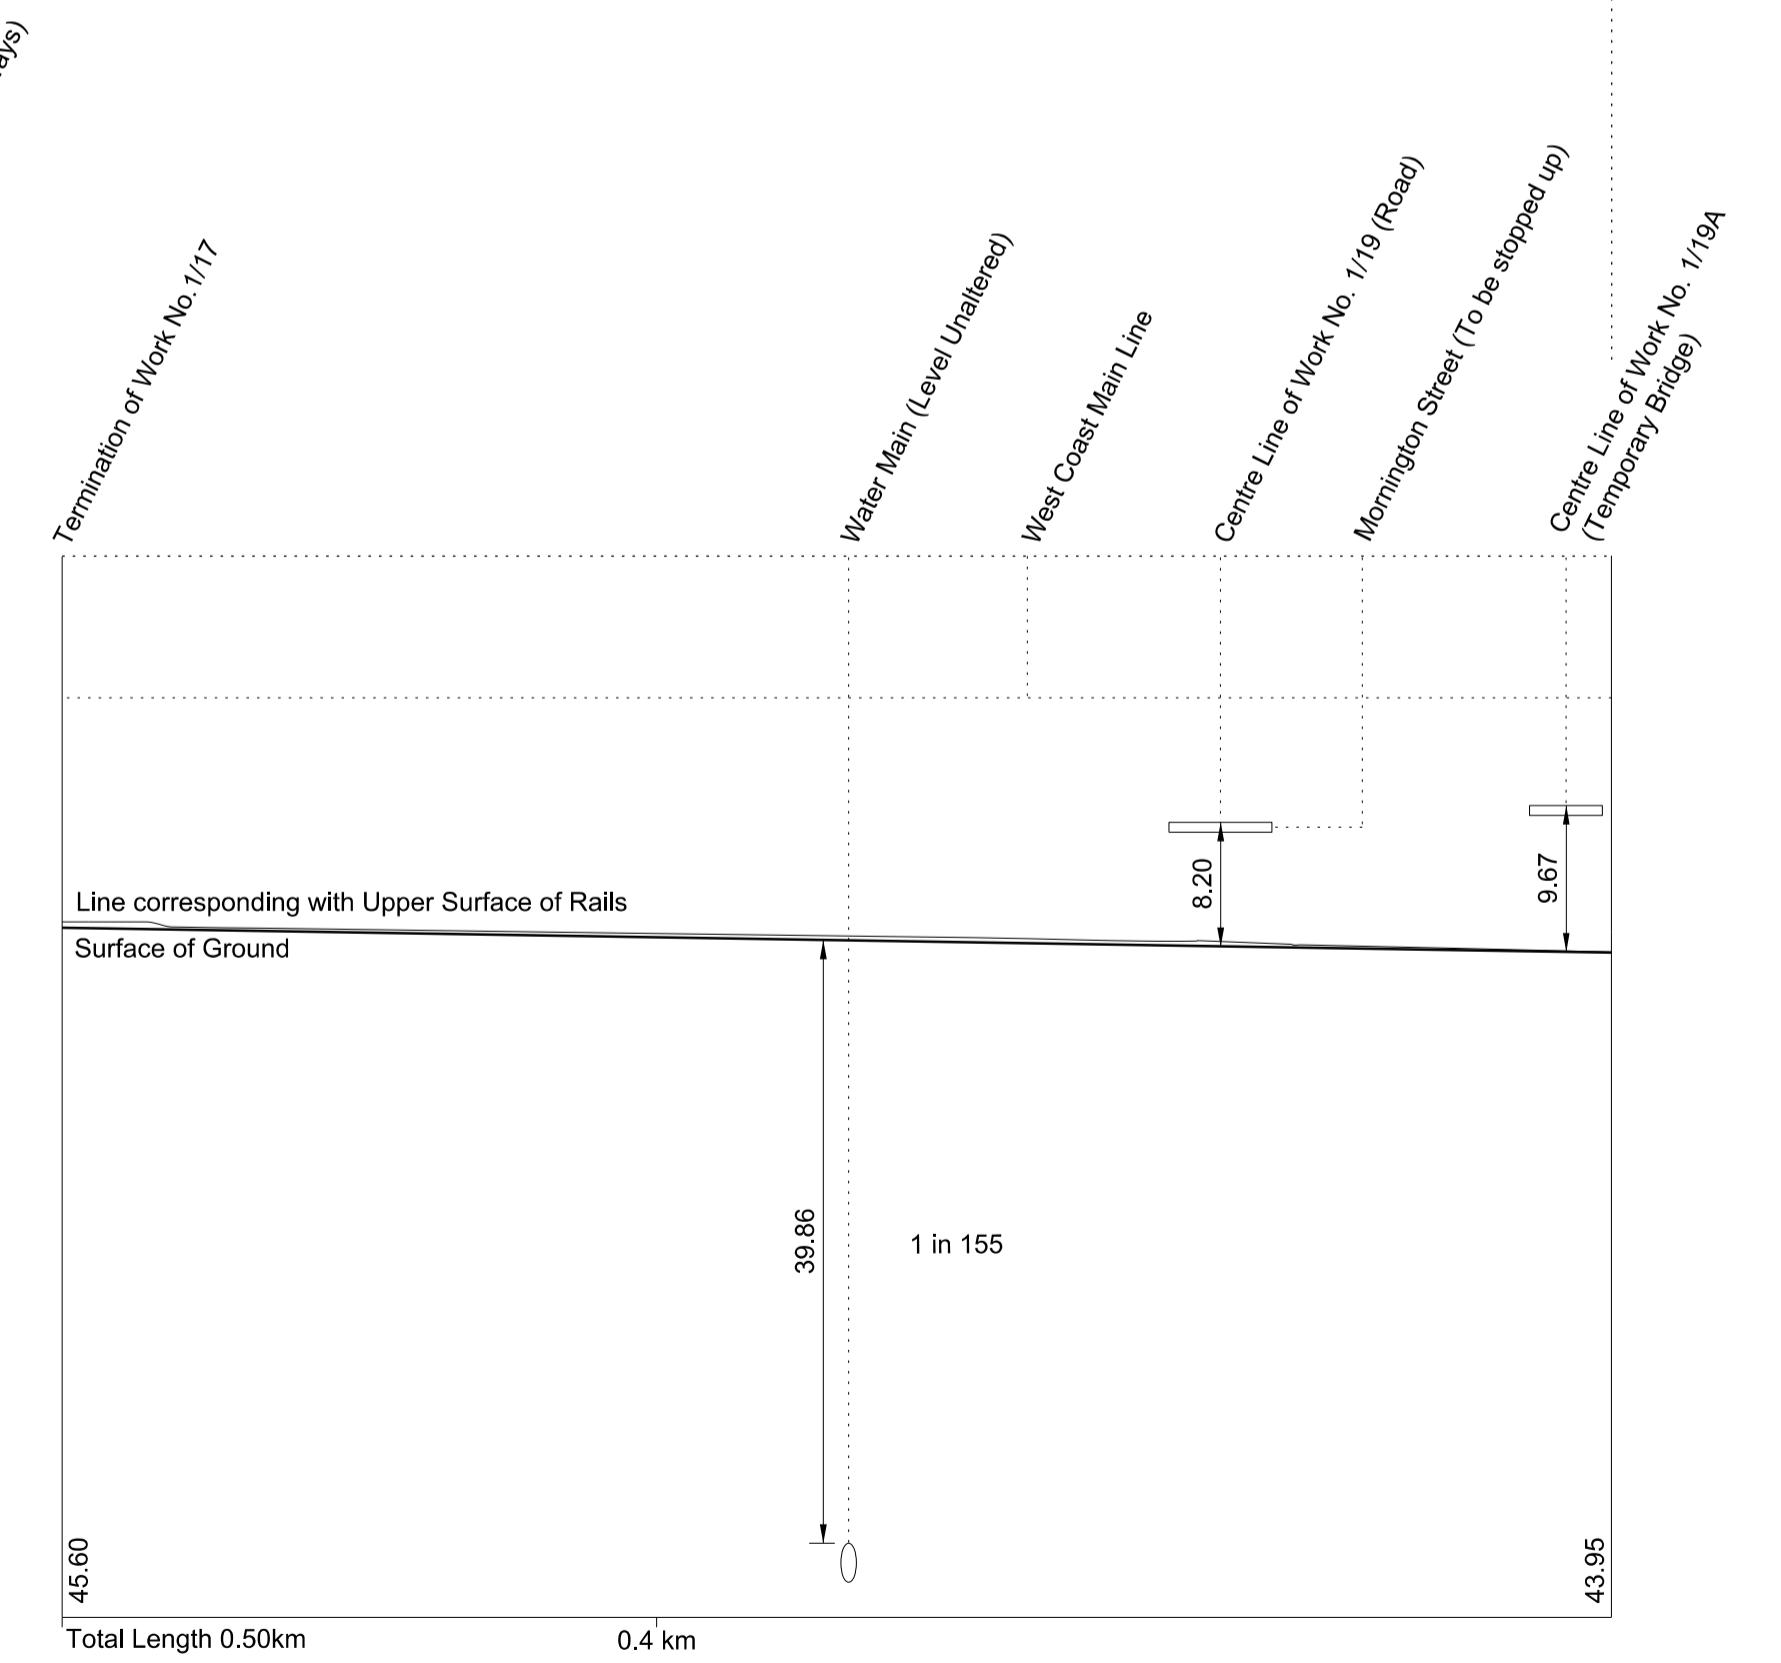 Termination of Work No. 1/17
Water Main (Level Unaltered)
West Coast Main Line
Centre Line of Work No. 1/19 (Road)
Mornington Street (To be stopped up)
Centre Line of Work No. 1/19A
(Temporary Bridge)
8.20
9.67
Line corresponding with Upper Surface of Rails
Surface of Ground
39.86
1 in 155
45.60
43.95
Total Length 0.50km
0.4 km